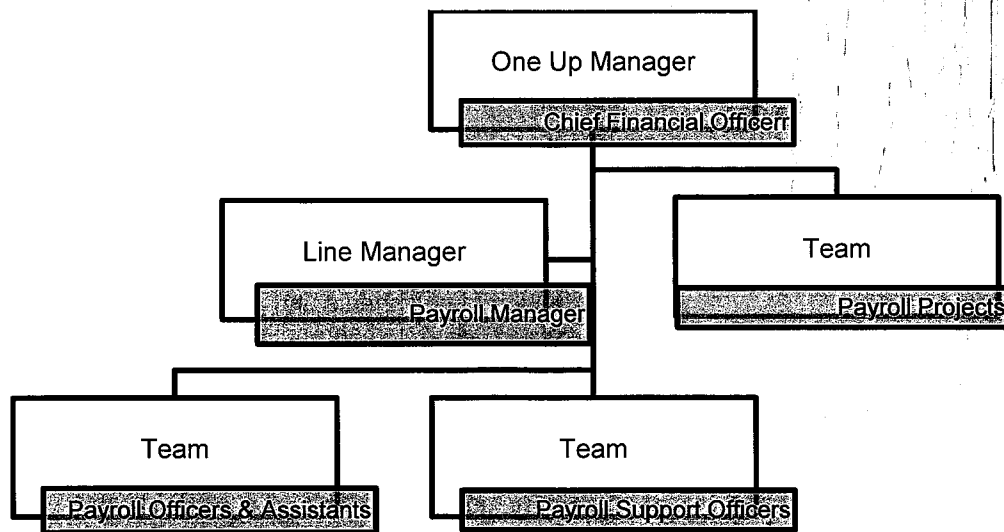 One Up Manager
Chief Financial Officerr
Line Manager
Payroll Manager
Team
Payroll Projects
Team
Payroll Officers & Assistants
Team
Payroll Support Officers